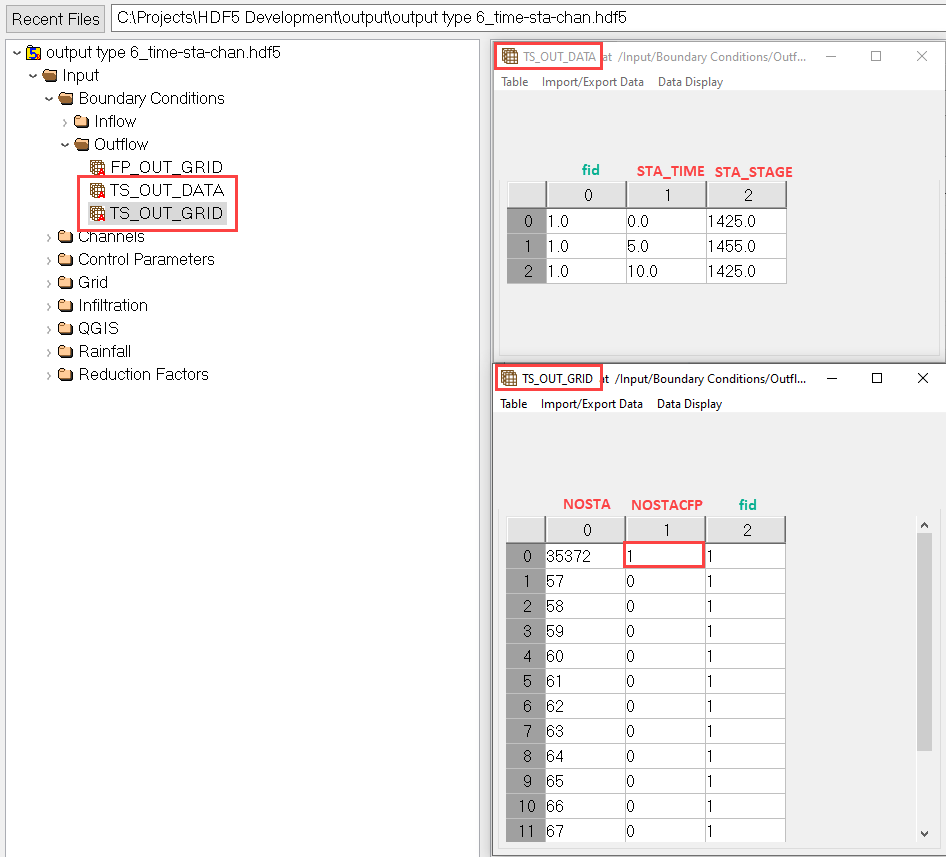 Recent Files
C:\Projects\HDF5 Development\output\output type 6_time-sta-chan.hdf5
output type 6_time-sta-chan.hdf5
Input
Boundary Conditions
Inflow
Outflow
FP_OUT_GRID
TS_OUT_DATA
TS_OUT_GRID
Channels
Control Parameters
Grid
Infiltration
QGIS
Rainfall
Reduction Factors
TS_OUT_DATA at /Input/Boundary Conditions/Outf...
Table Import/Export Data Data Display
fid STA_TIME STA_STAGE
0 1 2
0 1.0 0.0 1425.0
1 1.0 5.0 1455.0
2 1.0 10.0 1425.0
TS_OUT_GRID at /Input/Boundary Conditions/Outfl...
Table Import/Export Data Data Display
NOSTA NOSTACFP fid
0 1 2
0 35372 1 1
1 57 0 1
2 58 0 1
3 59 0 1
4 60 0 1
5 61 0 1
6 62 0 1
7 63 0 1
8 64 0 1
9 65 0 1
10 66 0 1
11 67 0 1